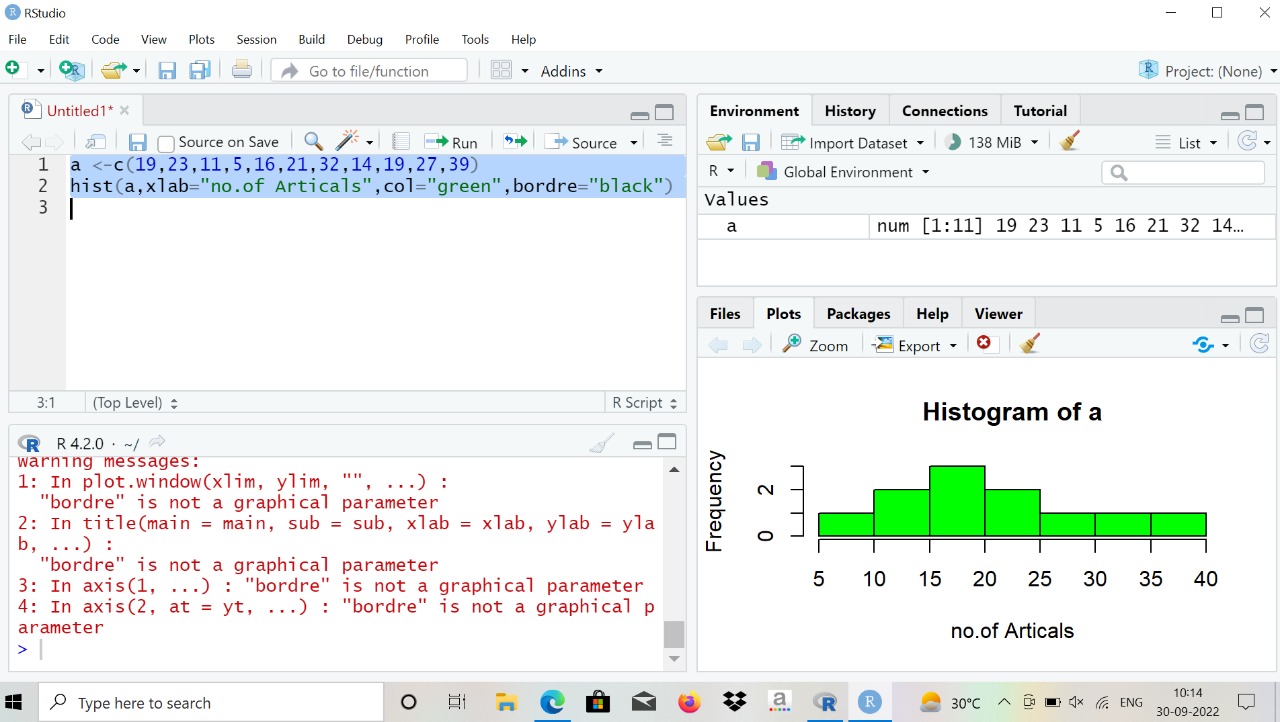 RStudio
File Edit Code View Plots Session Build Debug Profile Tools Help
Go to file/function Addins Project: (None)
Untitled1*
Source on Save Run Source
1 a <-c(19,23,11,5,16,21,32,14,19,27,39)
2 hist(a,xlab="no.of Articals",col="green",bordre="black")
3
3:1 (Top Level) R Script
R 4.2.0 · ~/
Warning messages:
1: In plot.window(xlim, ylim, "", ...) :
"bordre" is not a graphical parameter
2: In title(main = main, sub = sub, xlab = xlab, ylab = yla
b, ...) :
"bordre" is not a graphical parameter
3: In axis(1, ...) : "bordre" is not a graphical parameter
4: In axis(2, at = yt, ...) : "bordre" is not a graphical p
arameter
>
Environment History Connections Tutorial
Import Dataset 138 MiB List
R Global Environment
Values
a num [1:11] 19 23 11 5 16 21 32 14...
Files Plots Packages Help Viewer
Zoom Export
Histogram of a
Frequency
2
0
5 10 15 20 25 30 35 40
no.of Articals
Type here to search
30°C ENG 10:14
30-09-2022